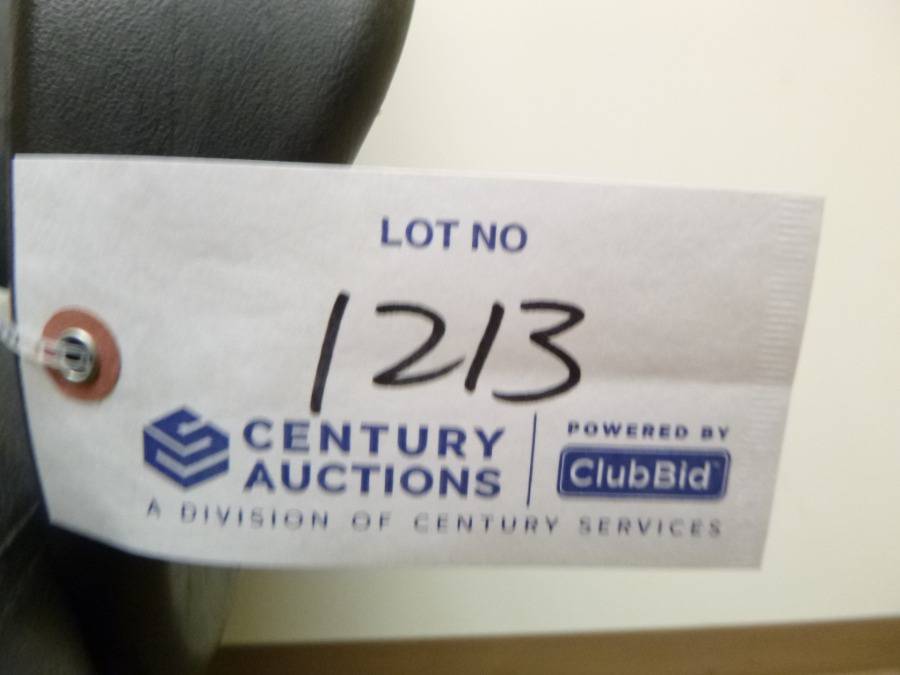 LOT NO
1213
CENTURY AUCTIONS
POWERED BY
ClubBid
A DIVISION OF CENTURY SERVICES